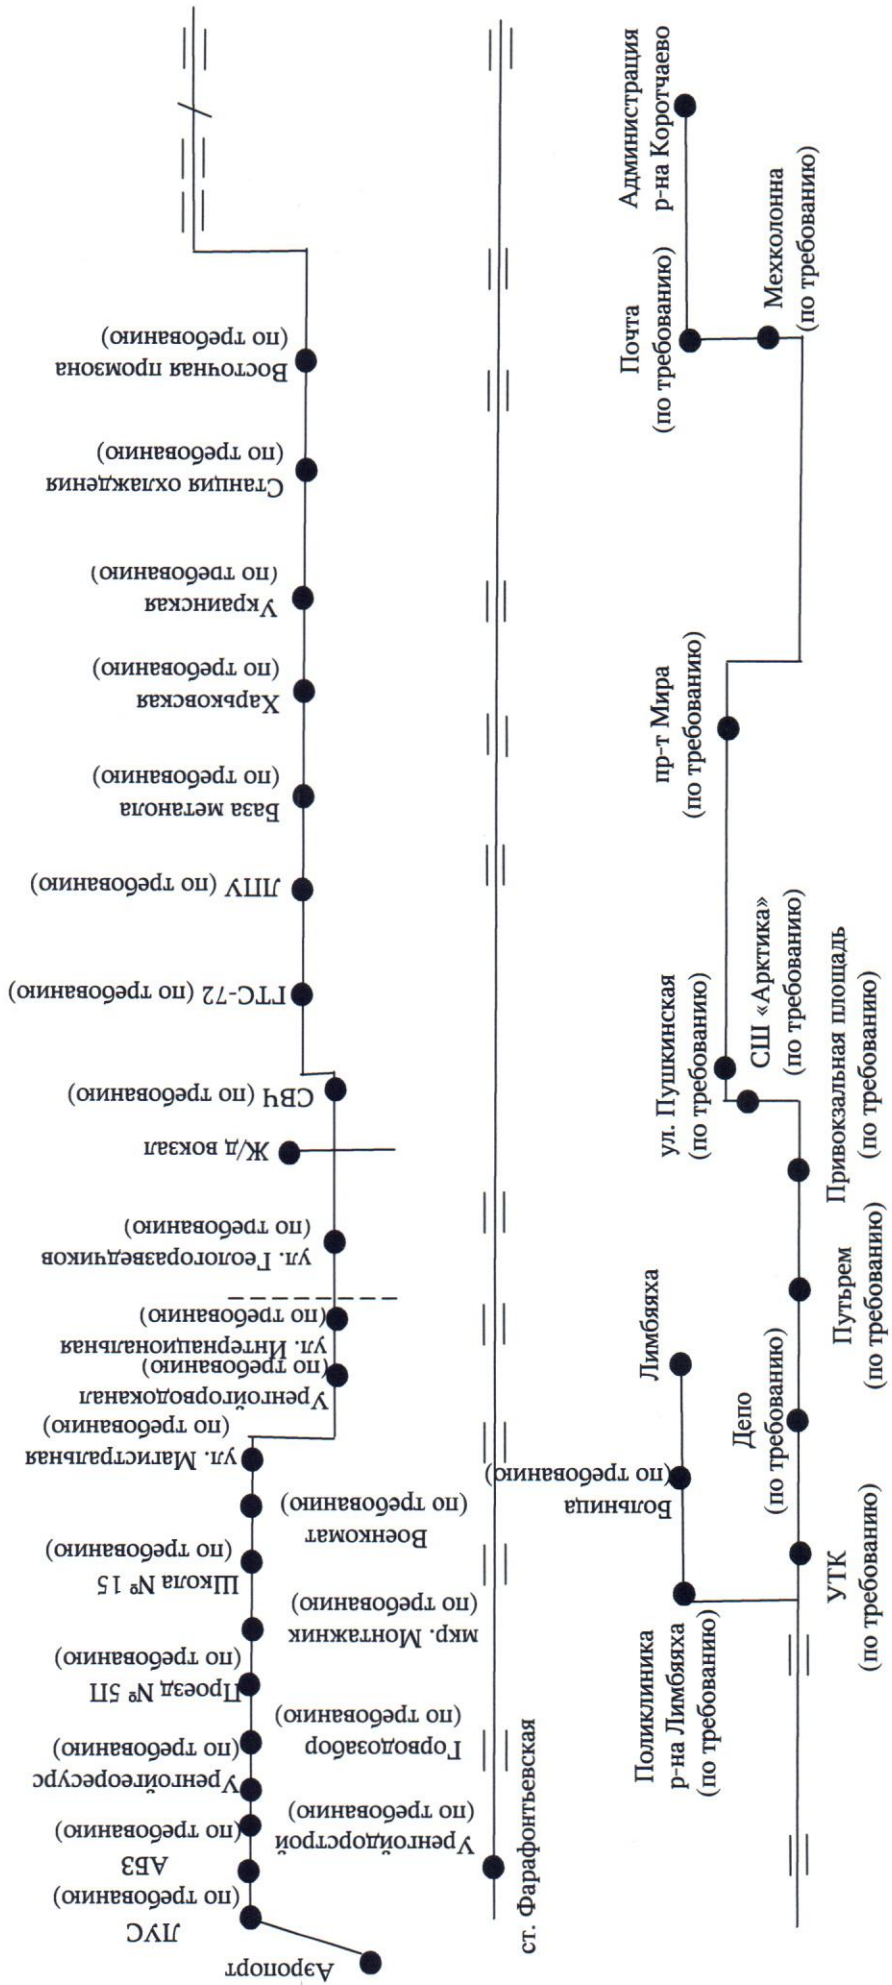 Аэропорт
ЛУС
(по требованию)
АБЗ
(по требованию)
Уренгойдорстрой
(по требованию)
Уренгойгеоресурс
(по требованию)
Горводозабор
(по требованию)
Проезд № 5П
(по требованию)
мкр. Монтажник
(по требованию)
Школа № 15
(по требованию)
Военкомат
(по требованию)
ул. Магистральная
(по требованию)
Уренгойгорводоканал
(по требованию)
ул. Интернациональная
(по требованию)
ул. Геологоразведчиков
(по требованию)
Ж/д вокзал
СВЧ (по требованию)
ГТС-72 (по требованию)
ЛПУ (по требованию)
База метанола
(по требованию)
Харьковская
(по требованию)
Украинская
(по требованию)
Станция охлаждения
(по требованию)
Восточная промзона
(по требованию)
ст. Фарафонтьевская
Поликлиника
р-на Лимбяяха
(по требованию)
Больница
(по требованию)
Лимбяяха
УТК
(по требованию)
Депо
(по требованию)
Путьрем
(по требованию)
Привокзальная площадь
(по требованию)
СШ «Арктика»
(по требованию)
ул. Пушкинская
(по требованию)
пр-т Мира
(по требованию)
Мехколонна
(по требованию)
Почта
(по требованию)
Администрация
р-на Коротчаево